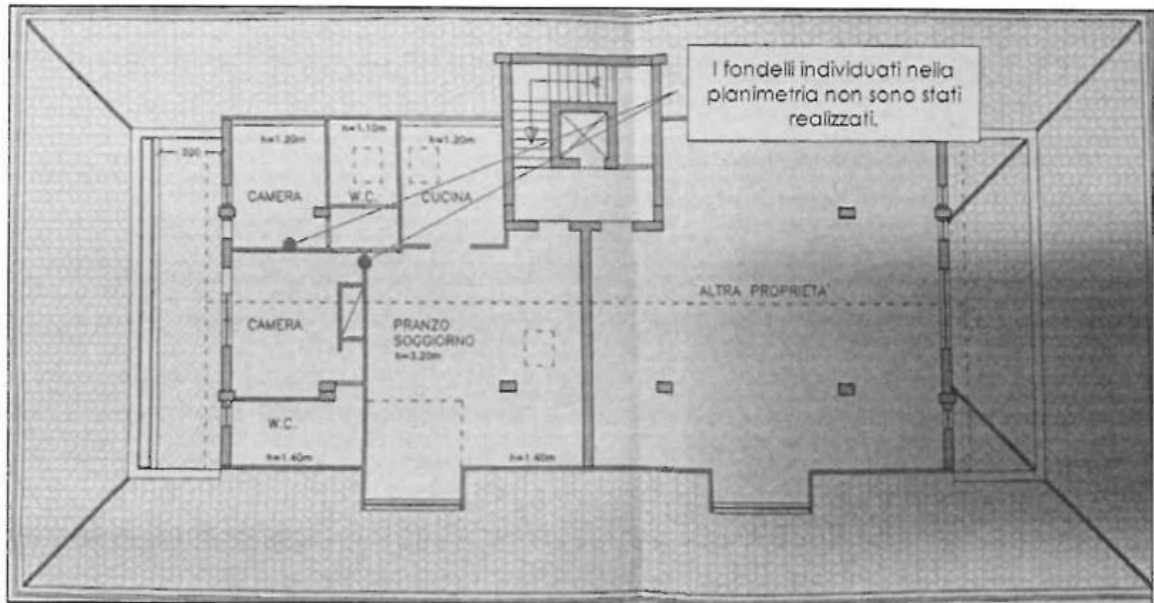 I fondelli individuati nella
planimetria non sono stati
realizzati.
h=1.20m
h=1.10m
h=1.20m
CAMERA
W.C.
CUCINA
ALTRA PROPRIETA'
CAMERA
PRANZO
SOGGIORNO
h=3.20m
W.C.
h=1.40m
h=1.40m